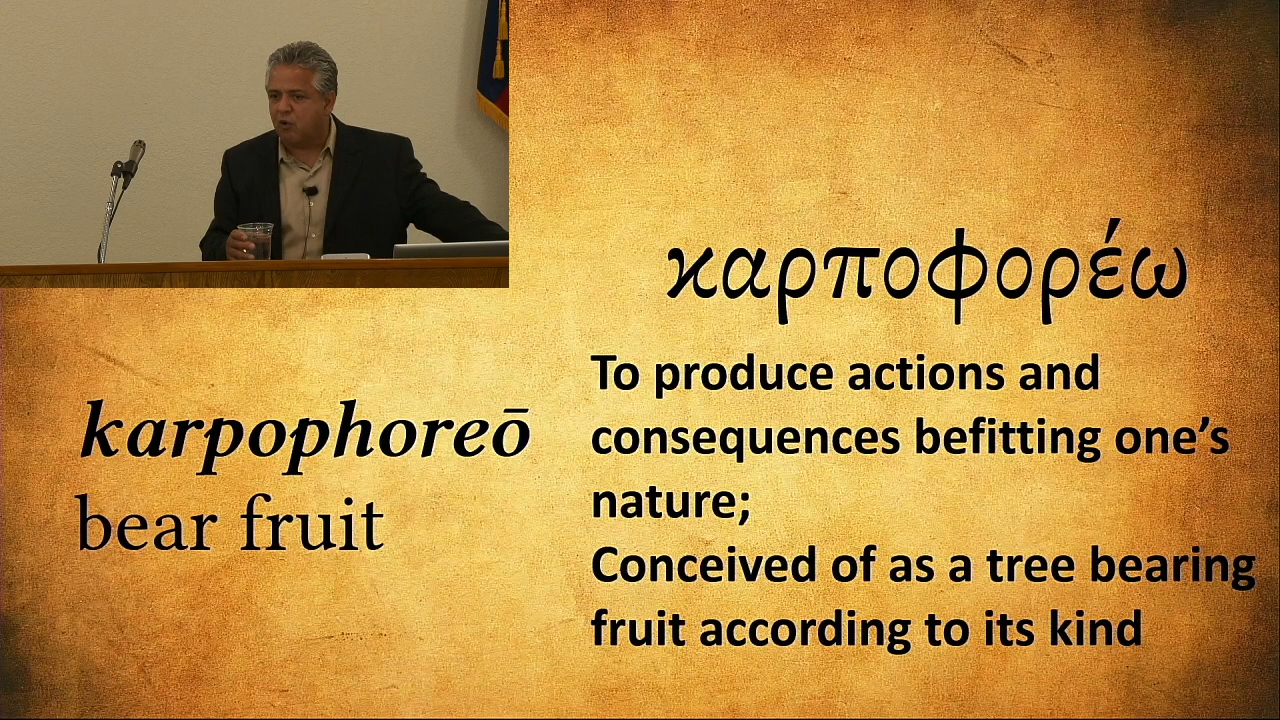 καρποφορέω
karpophoreō
bear fruit
To produce actions and
consequences befitting one’s
nature;
Conceived of as a tree bearing
fruit according to its kind